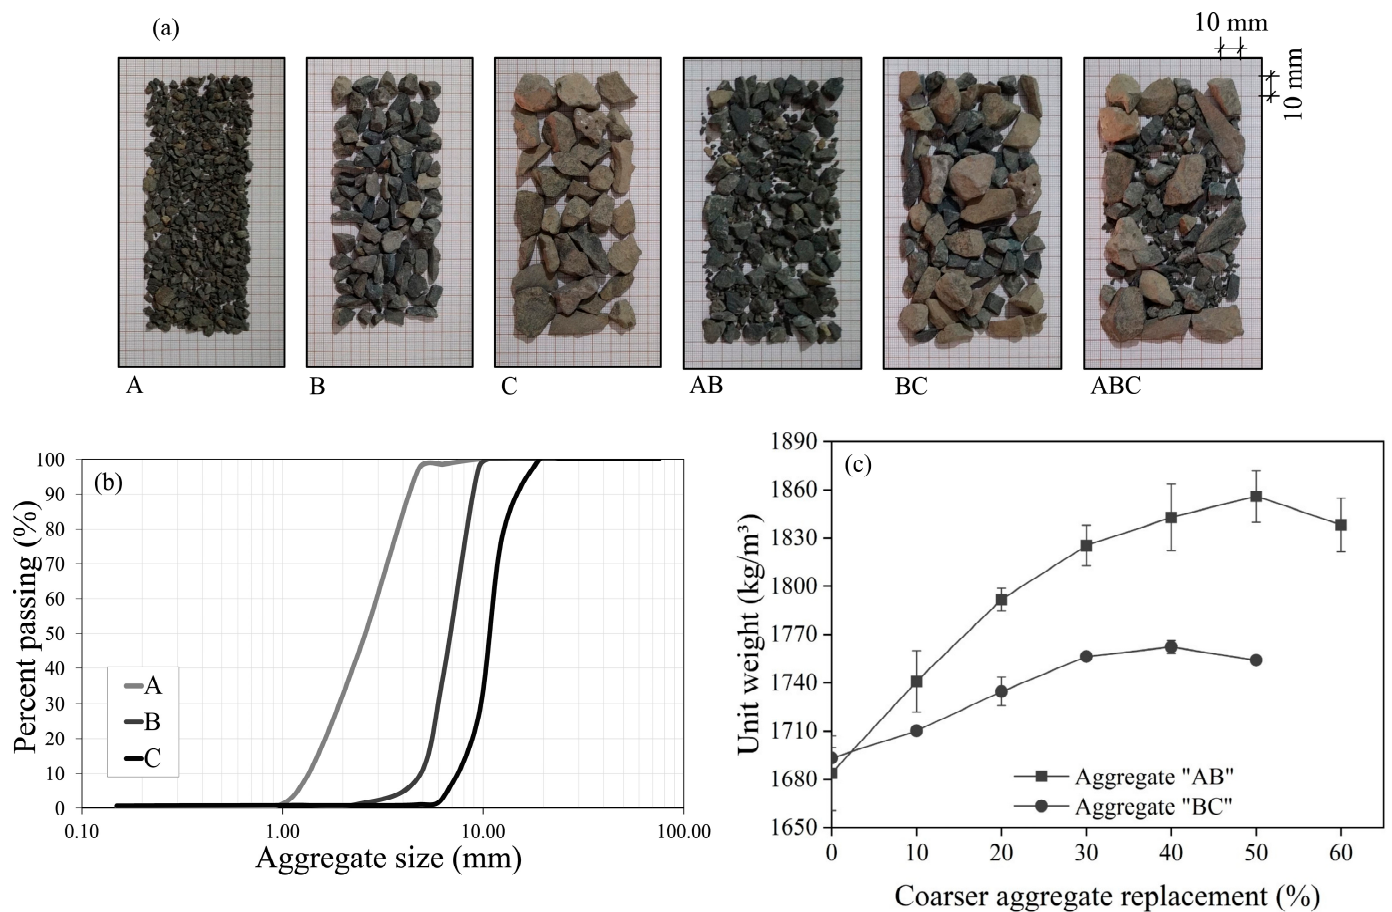 (a)
10 mm
10 mm
A
B
C
AB
BC
ABC
(b)
100
90
80
70
60
50
40
30
20
10
0
Percent passing (%)
A
B
C
0.10
1.00
10.00
100.00
Aggregate size (mm)
(c)
1890
1860
1830
1800
1770
1740
1710
1680
1650
Unit weight (kg/m³)
Aggregate "AB"
Aggregate "BC"
0
10
20
30
40
50
60
Coarser aggregate replacement (%)